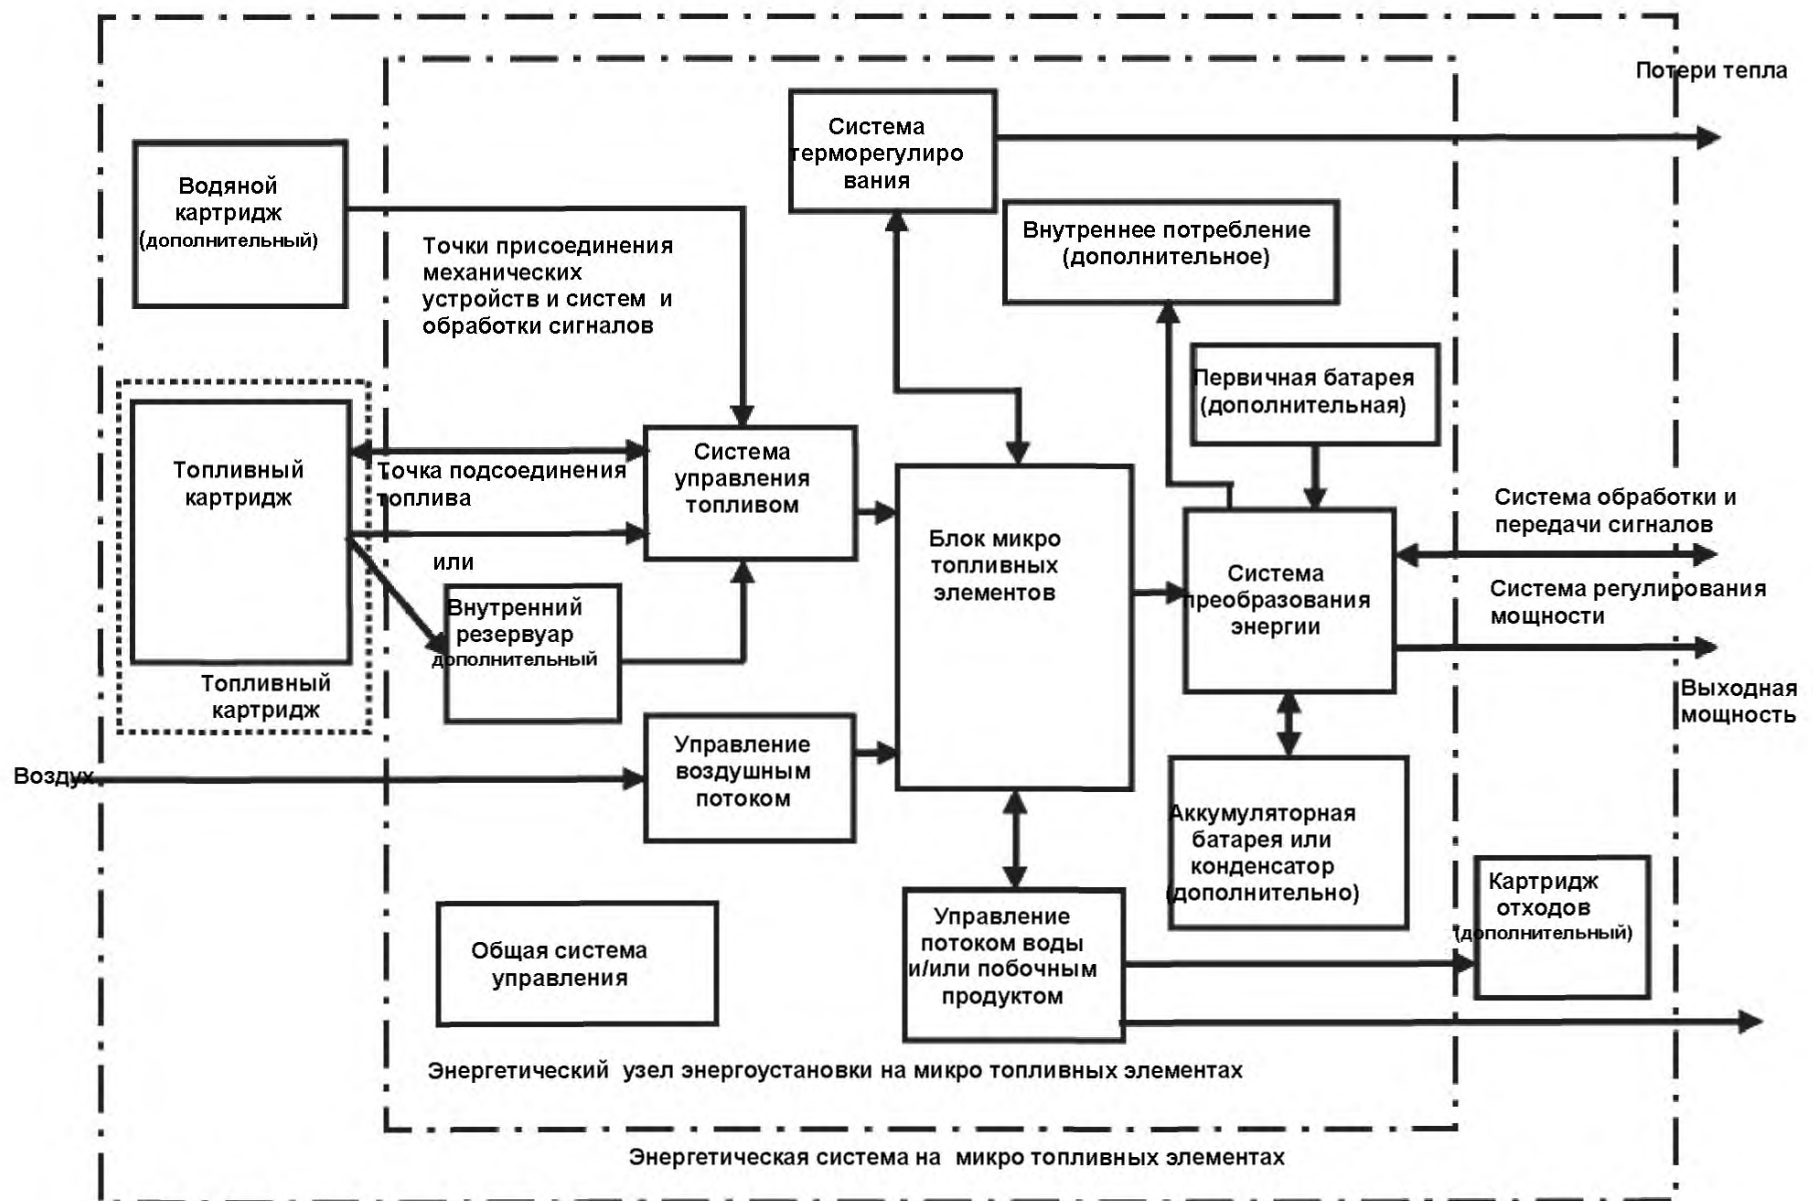 Потери тепла
Система
терморегулиро
вания
Водяной
картридж
(дополнительный)
Внутреннее потребление
(дополнительное)
Точки присоединения
механических
устройств и систем и
обработки сигналов
Первичная батарея
(дополнительная)
Топливный
картридж
Точка подсоединения
топлива
или
Система
управления
топливом
Блок микро
топливных
элементов
Система обработки и
передачи сигналов
Система
преобразования
энергии
Система регулирования
мощности
Внутренний
резервуар
дополнительный
Топливный
картридж
Выходная
мощность
Воздух
Управление
воздушным
потоком
Аккумуляторная
батарея или
конденсатор
(дополнительно)
Картридж
отходов
(дополнительный)
Общая система
управления
Управление
потоком воды
и/или побочным
продуктом
Энергетический узел энергоустановки на микро топливных элементах
Энергетическая система на микро топливных элементах